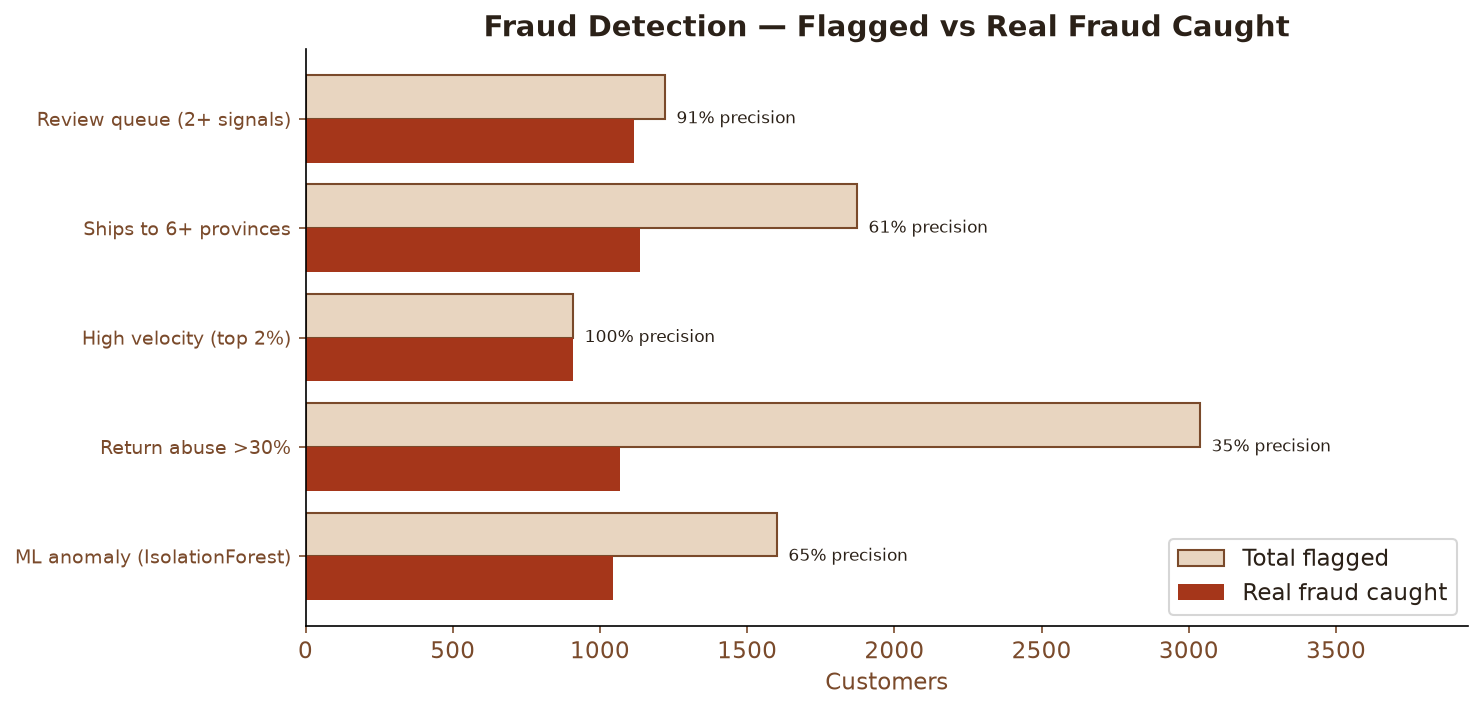 Fraud Detection — Flagged vs Real Fraud Caught
Review queue (2+ signals)
91% precision
Ships to 6+ provinces
61% precision
High velocity (top 2%)
100% precision
Return abuse >30%
35% precision
ML anomaly (IsolationForest)
65% precision
Total flagged
Real fraud caught
0 500 1000 1500 2000 2500 3000 3500
Customers